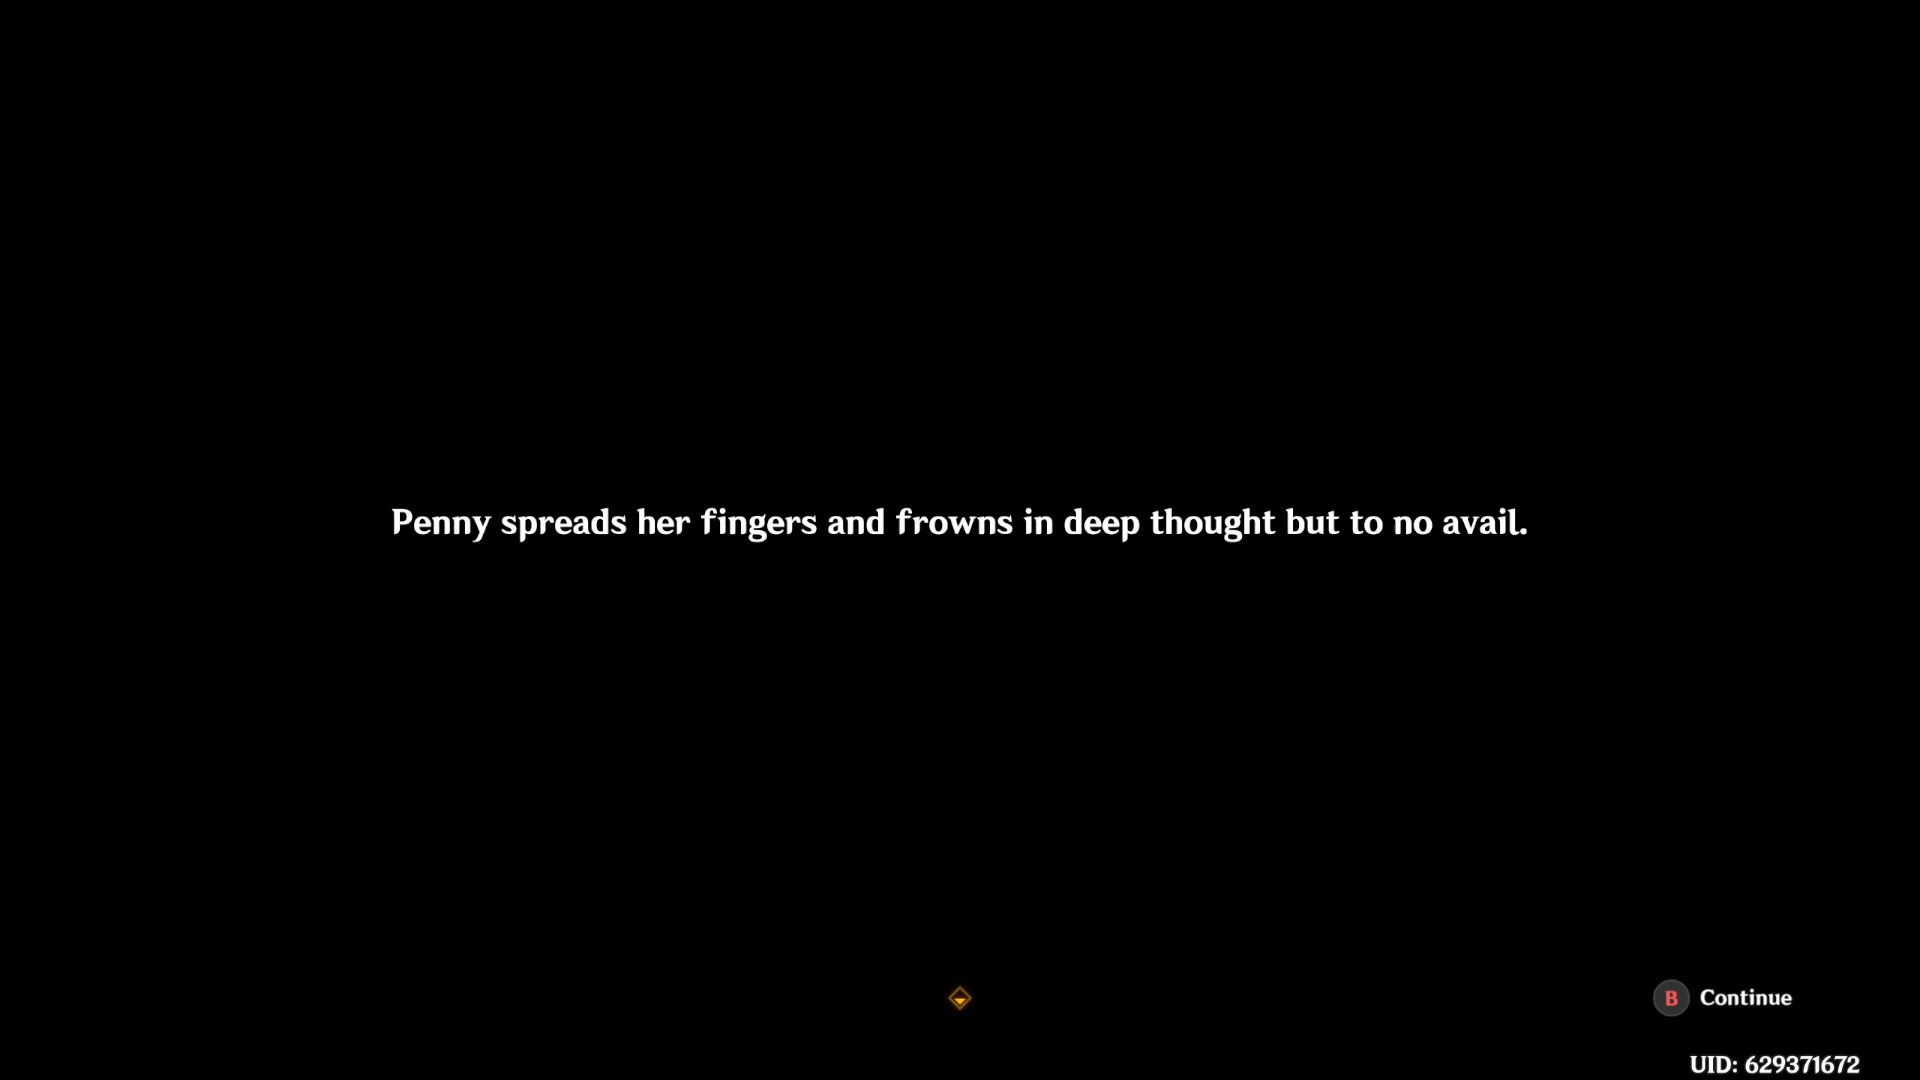 Penny spreads her fingers and frowns in deep thought but to no avail.
B Continue
UID: 629371672